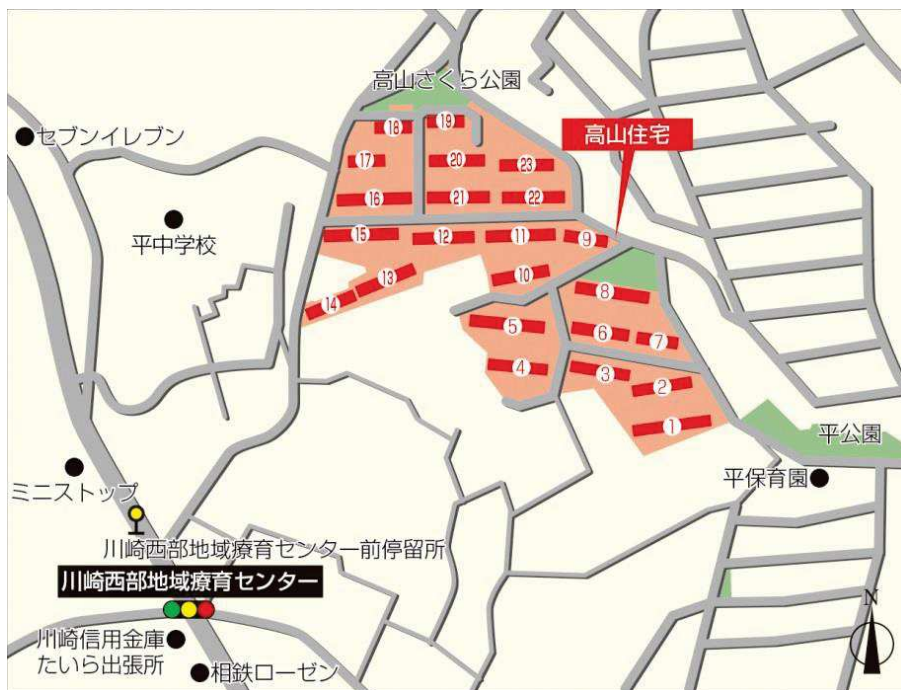 高山さくら公園
セブンイレブン
高山住宅
⑱
⑲
⑰
⑳
㉓
⑯
㉑
㉒
平中学校
⑮
⑫
⑪
⑨
⑬
⑩
⑭
⑧
⑤
⑥
⑦
④
③
②
①
平公園
ミニストップ
平保育園
川崎西部地域療育センター前停留所
川崎西部地域療育センター
川崎信用金庫
たいら出張所
相鉄ローゼン
N